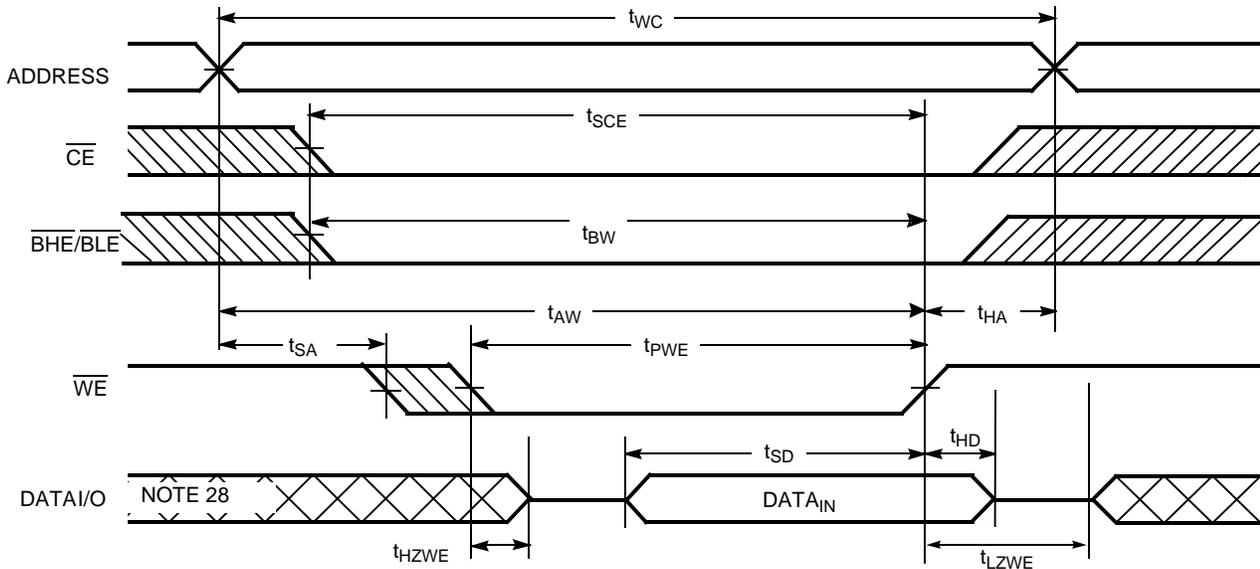 tWC
ADDRESS
tSCE
CE
tBW
BHE/BLE
tAW
tHA
tSA
tPWE
WE
tHD
tSD
DATAI/O
NOTE 28
DATAIN
tHZWE
tLZWE